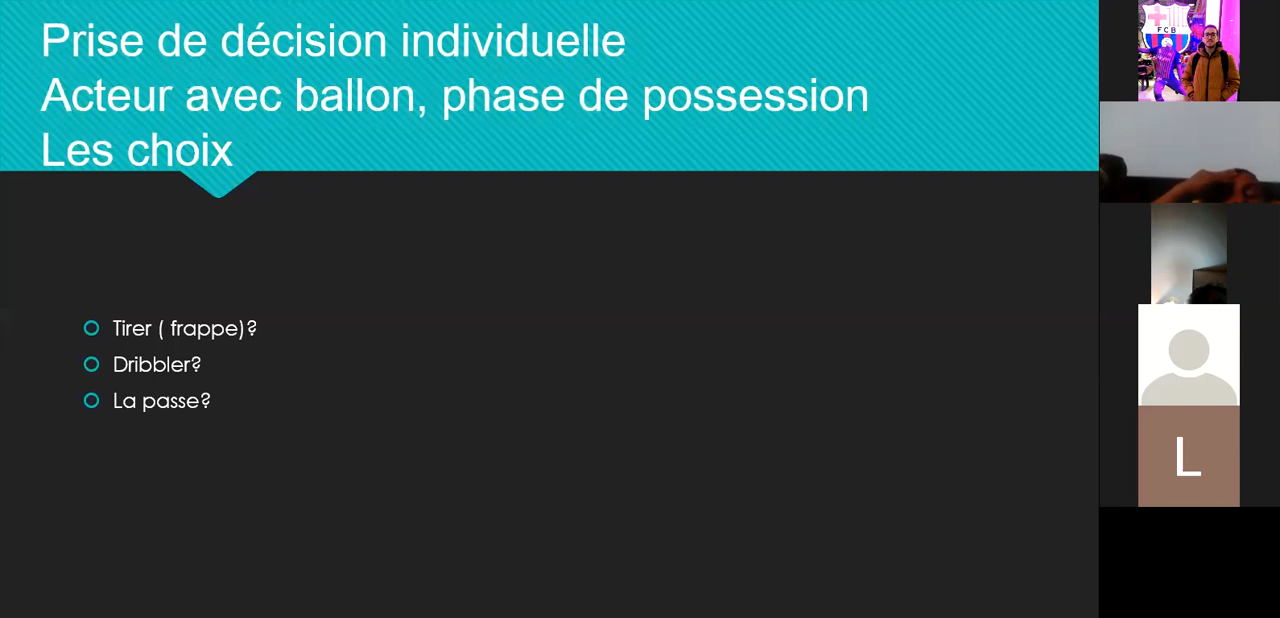 Prise de décision individuelle
Acteur avec ballon, phase de possession
Les choix
Tirer ( frappe)?
Dribbler?
La passe?
FCB
L